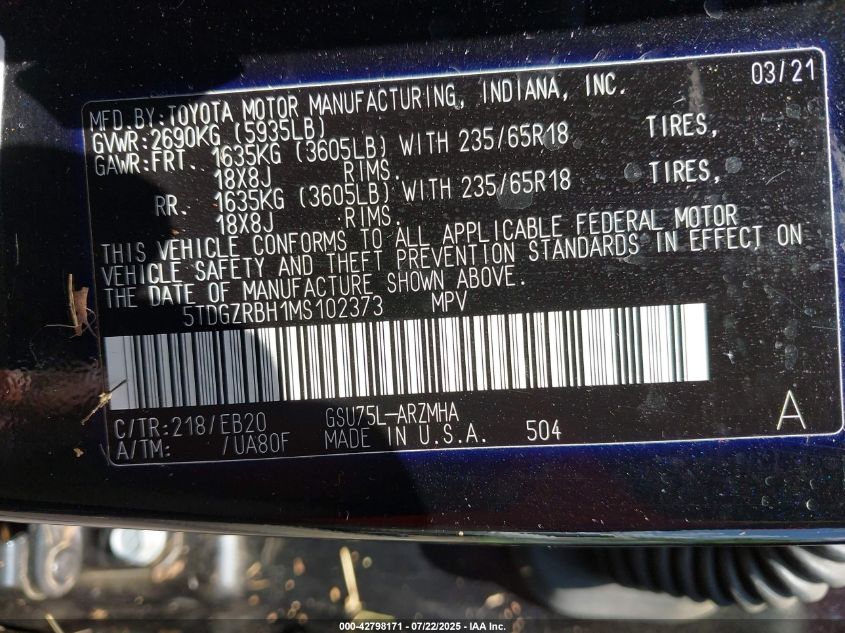 03/21
MFD.BY:TOYOTA MOTOR MANUFACTURING, INDIANA, INC.
GVWR:2690KG (5935LB)
GAWR:FRT. 1635KG (3605LB) WITH 235/65R18 TIRES,
18X8J RIMS.
RR. 1635KG (3605LB) WITH 235/65R18 TIRES,
18X8J RIMS.
THIS VEHICLE CONFORMS TO ALL APPLICABLE FEDERAL MOTOR
VEHICLE SAFETY AND THEFT PREVENTION STANDARDS IN EFFECT ON
THE DATE OF MANUFACTURE SHOWN ABOVE.
5TDGZRBH1MS102373 MPV
C/TR:218/EB20 GSU75L-ARZMHA
A/TM: /UA80F MADE IN U.S.A. 504 A
000-42798171 - 07/22/2025 - IAA Inc.